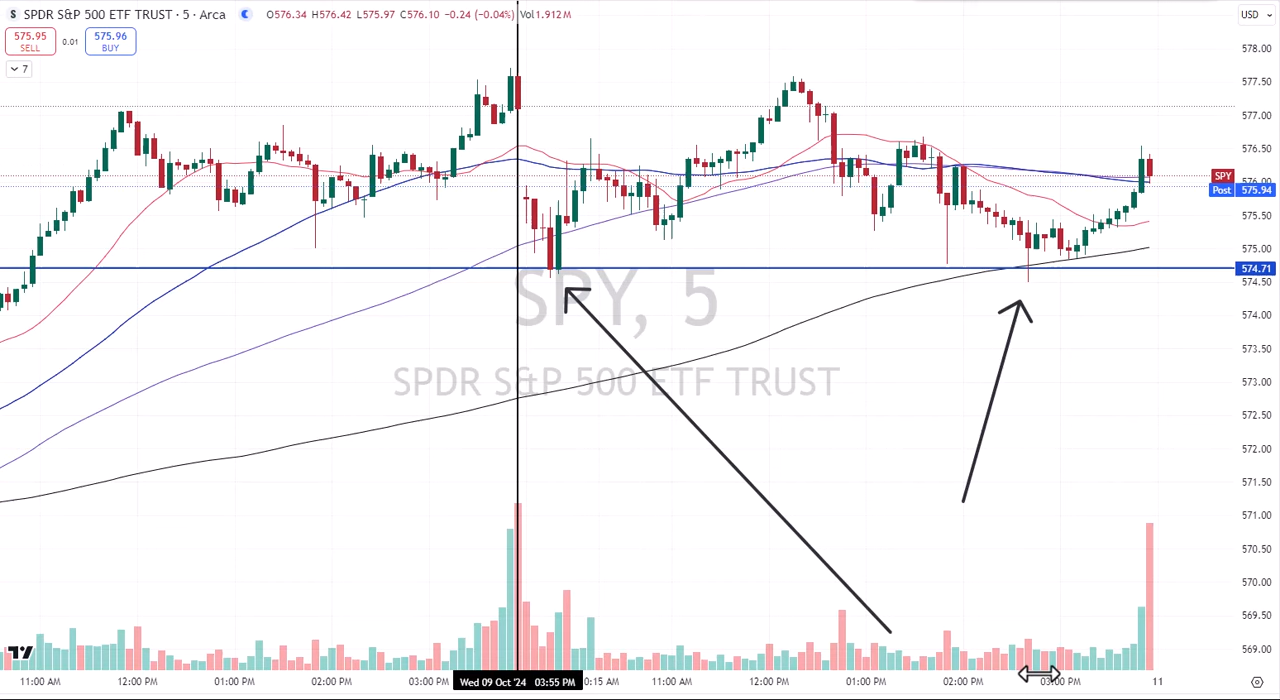 S SPDR S&P 500 ETF TRUST · 5 · Arca O576.34 H576.42 L575.97 C576.10 −0.24 (−0.04%) Vol1.912 M
USD
575.95 0.01 575.96
SELL BUY
7
578.00
577.50
577.00
576.50
576.00
SPY
Post 575.94
575.50
575.00
574.71
574.50
574.00
573.50
573.00
572.50
572.00
571.50
571.00
570.50
570.00
569.50
569.00
SPY, 5
SPDR S&P 500 ETF TRUST
11:00 AM 12:00 PM 01:00 PM 02:00 PM 03:00 PM Wed 09 Oct '24 03:55 PM 0:15 AM 11:00 AM 12:00 PM 01:00 PM 02:00 PM 03:00 PM 11